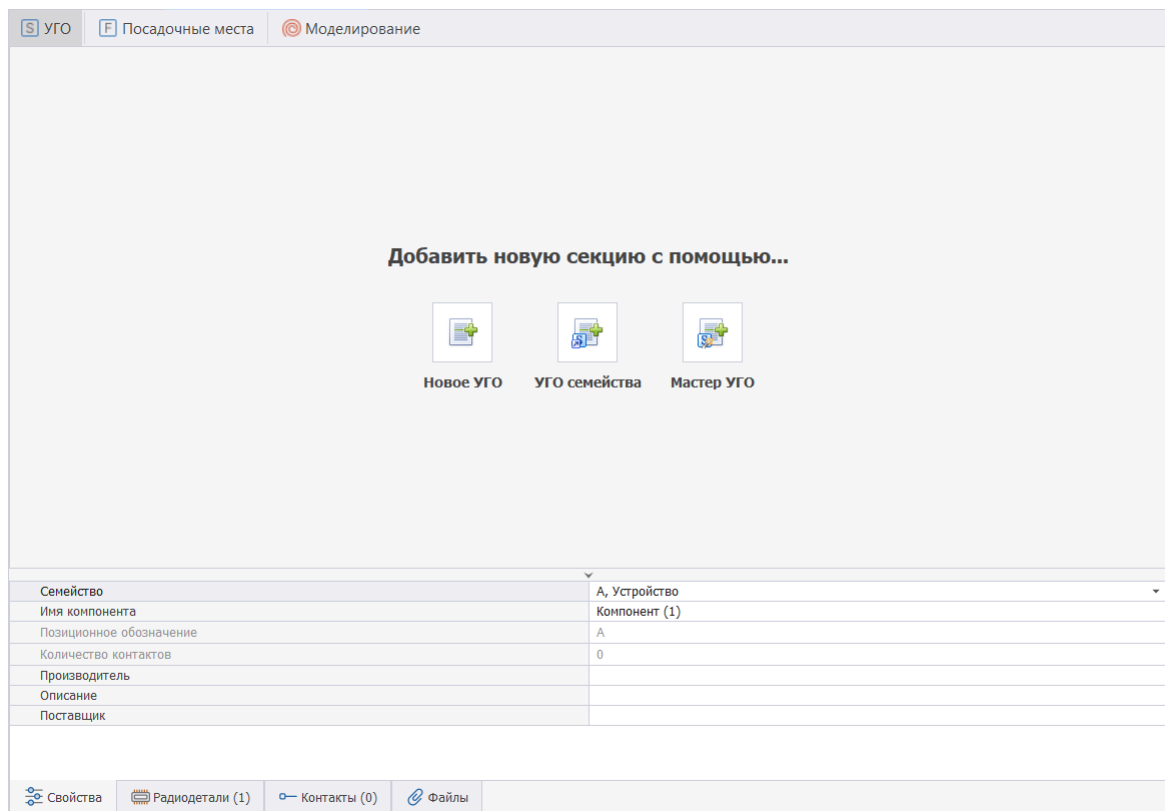 S УГО F Посадочные места Моделирование
Добавить новую секцию с помощью...
Новое УГО УГО семейства Мастер УГО
Семейство А, Устройство
Имя компонента Компонент (1)
Позиционное обозначение А
Количество контактов 0
Производитель
Описание
Поставщик
Свойства Радиодетали (1) Контакты (0) Файлы